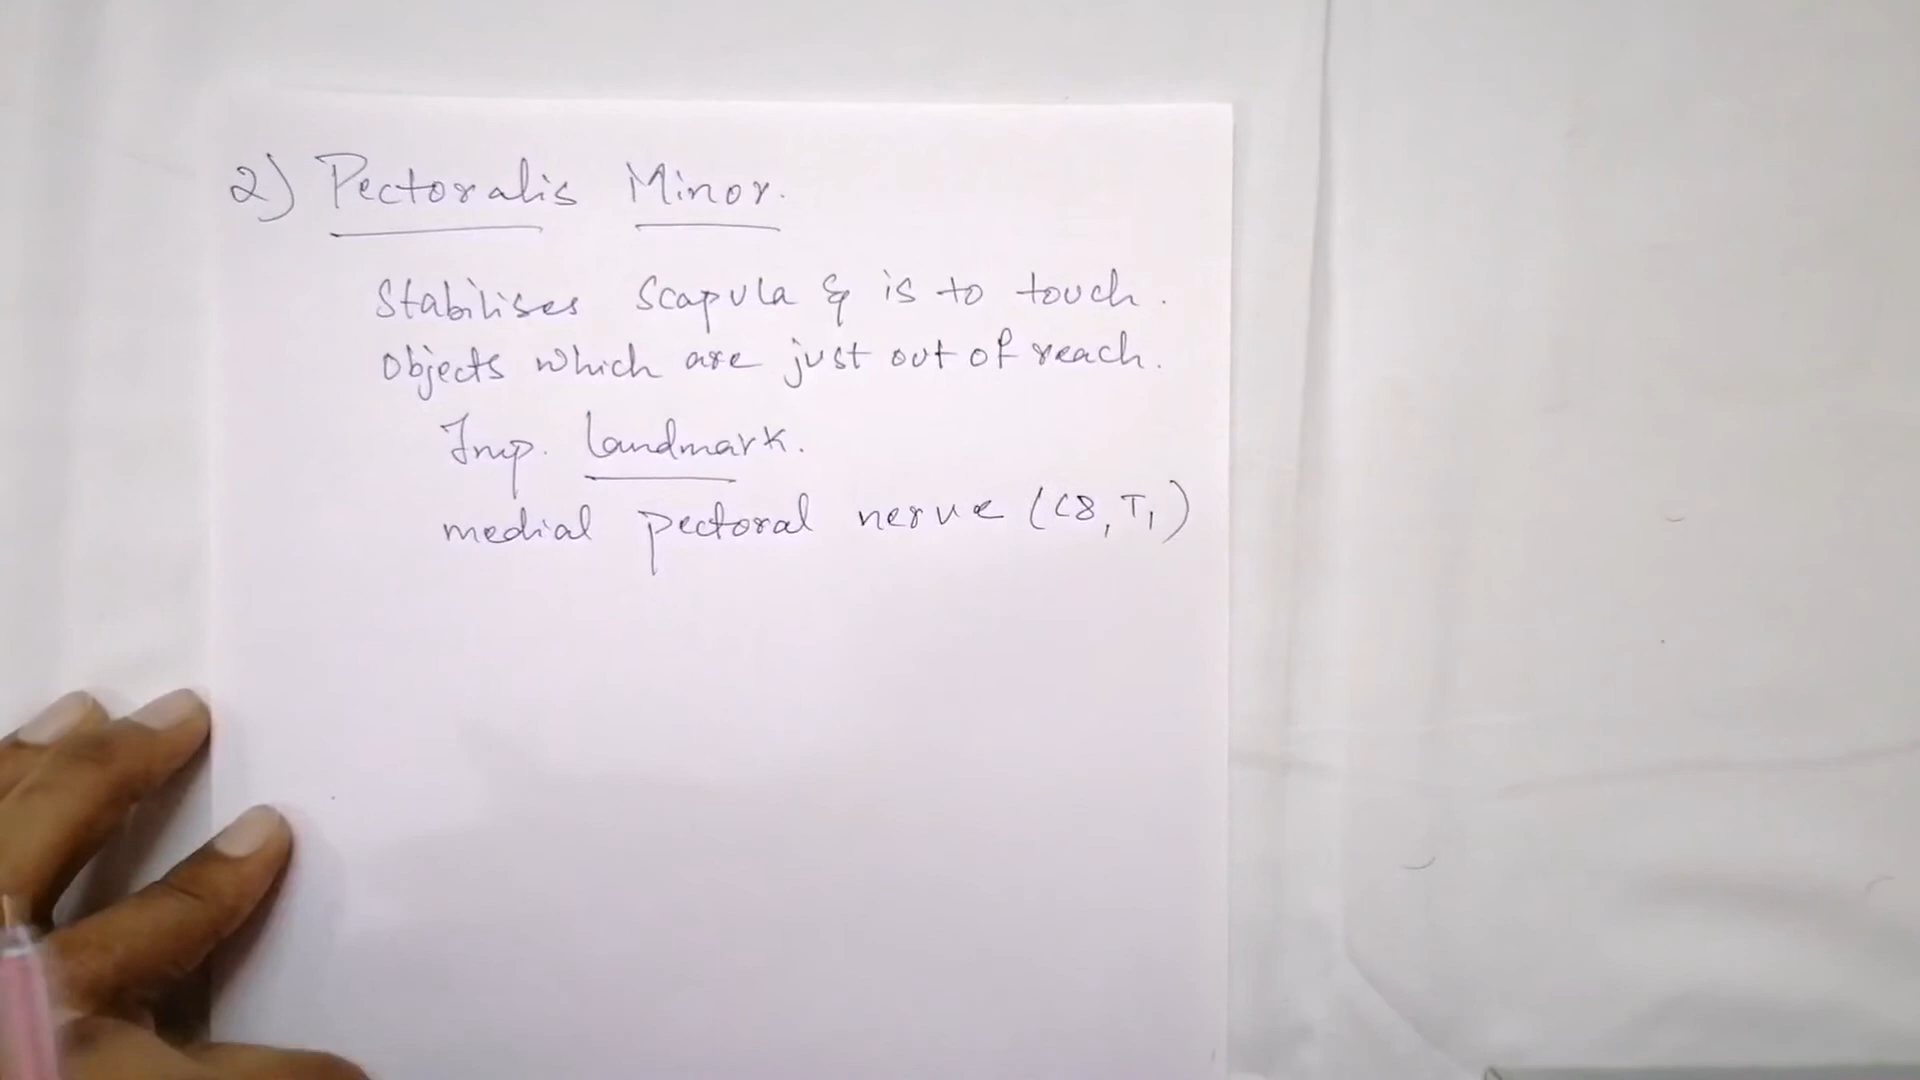 2) Pectoralis Minor.
Stabilises Scapula & is to touch.
objects which are just out of reach.
Imp. landmark.
medial pectoral nerve (C8, T1)